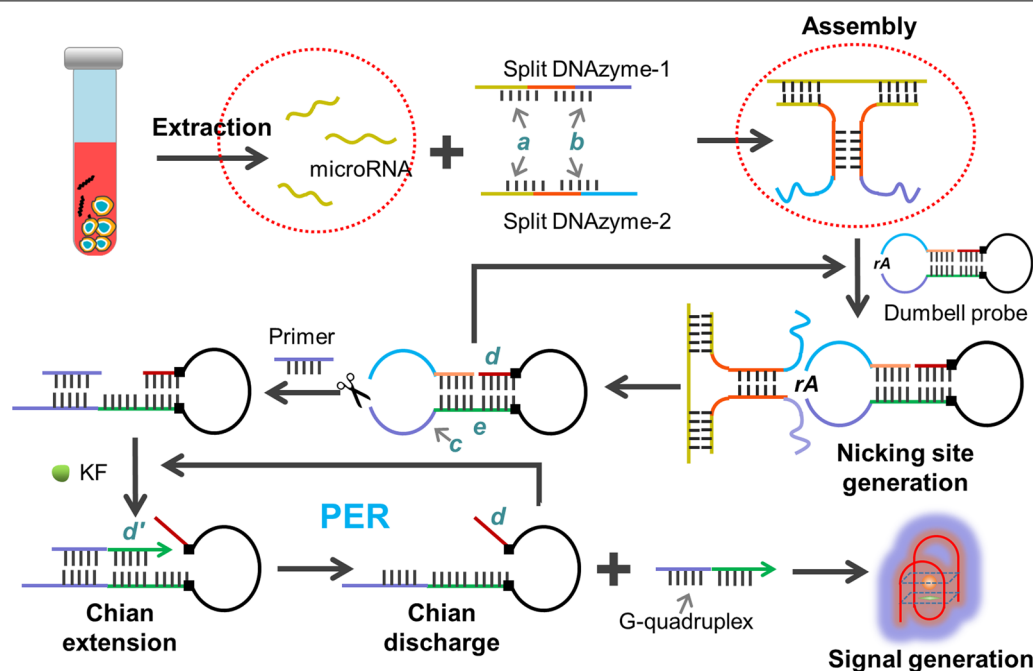 Assembly
Split DNAzyme-1
Extraction
microRNA
a
b
Split DNAzyme-2
rA
Dumbell probe
Primer
d
e
c
rA
Nicking site
generation
KF
d'
PER
d
Chian
extension
Chian
discharge
G-quadruplex
Signal generation